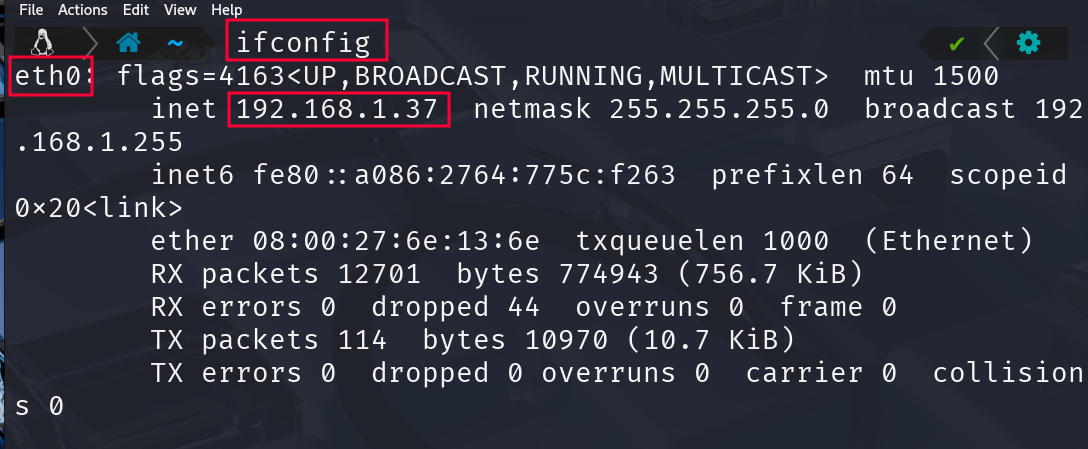 File Actions Edit View Help
~ ifconfig ✔
eth0: flags=4163<UP,BROADCAST,RUNNING,MULTICAST>  mtu 1500
        inet 192.168.1.37  netmask 255.255.255.0  broadcast 192
.168.1.255
        inet6 fe80::a086:2764:775c:f263  prefixlen 64  scopeid
0×20<link>
        ether 08:00:27:6e:13:6e  txqueuelen 1000  (Ethernet)
        RX packets 12701  bytes 774943 (756.7 KiB)
        RX errors 0  dropped 44  overruns 0  frame 0
        TX packets 114  bytes 10970 (10.7 KiB)
        TX errors 0  dropped 0 overruns 0  carrier 0  collision
s 0